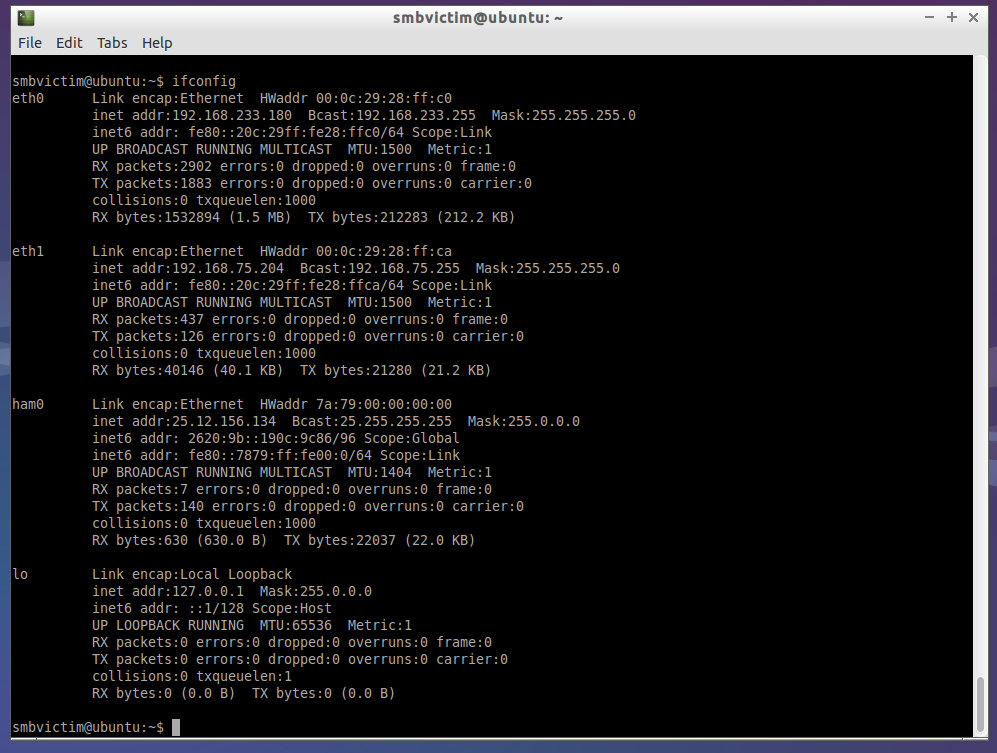 smbvictim@ubuntu: ~
File Edit Tabs Help
smbvictim@ubuntu:~$ ifconfig
eth0      Link encap:Ethernet  HWaddr 00:0c:29:28:ff:c0
          inet addr:192.168.233.180  Bcast:192.168.233.255  Mask:255.255.255.0
          inet6 addr: fe80::20c:29ff:fe28:ffc0/64 Scope:Link
          UP BROADCAST RUNNING MULTICAST  MTU:1500  Metric:1
          RX packets:2902 errors:0 dropped:0 overruns:0 frame:0
          TX packets:1883 errors:0 dropped:0 overruns:0 carrier:0
          collisions:0 txqueuelen:1000
          RX bytes:1532894 (1.5 MB)  TX bytes:212283 (212.2 KB)
eth1      Link encap:Ethernet  HWaddr 00:0c:29:28:ff:ca
          inet addr:192.168.75.204  Bcast:192.168.75.255  Mask:255.255.255.0
          inet6 addr: fe80::20c:29ff:fe28:ffca/64 Scope:Link
          UP BROADCAST RUNNING MULTICAST  MTU:1500  Metric:1
          RX packets:437 errors:0 dropped:0 overruns:0 frame:0
          TX packets:126 errors:0 dropped:0 overruns:0 carrier:0
          collisions:0 txqueuelen:1000
          RX bytes:40146 (40.1 KB)  TX bytes:21280 (21.2 KB)
ham0      Link encap:Ethernet  HWaddr 7a:79:00:00:00:00
          inet addr:25.12.156.134  Bcast:25.255.255.255  Mask:255.0.0.0
          inet6 addr: 2620:9b::190c:9c86/96 Scope:Global
          inet6 addr: fe80::7879:ff:fe00:0/64 Scope:Link
          UP BROADCAST RUNNING MULTICAST  MTU:1404  Metric:1
          RX packets:7 errors:0 dropped:0 overruns:0 frame:0
          TX packets:140 errors:0 dropped:0 overruns:0 carrier:0
          collisions:0 txqueuelen:1000
          RX bytes:630 (630.0 B)  TX bytes:22037 (22.0 KB)
lo        Link encap:Local Loopback
          inet addr:127.0.0.1  Mask:255.0.0.0
          inet6 addr: ::1/128 Scope:Host
          UP LOOPBACK RUNNING  MTU:65536  Metric:1
          RX packets:0 errors:0 dropped:0 overruns:0 frame:0
          TX packets:0 errors:0 dropped:0 overruns:0 carrier:0
          collisions:0 txqueuelen:1
          RX bytes:0 (0.0 B)  TX bytes:0 (0.0 B)
smbvictim@ubuntu:~$